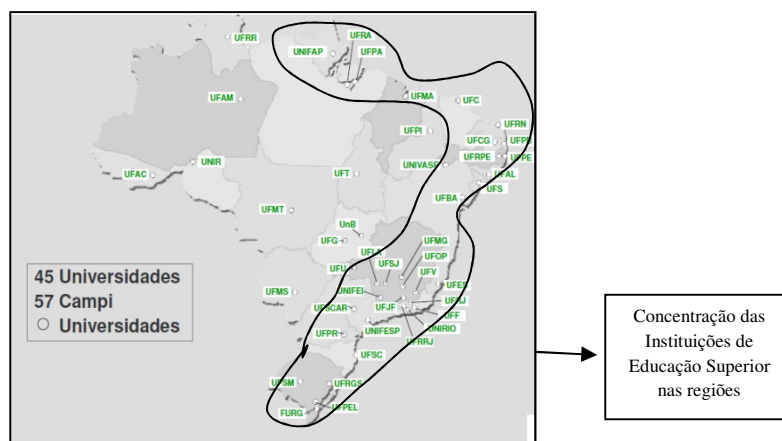 UFRR
UFRA
UNIFAP
UFPA
UFAM
UFMA
UFC
UFRN
UFPI
UFCG
UFPB
UNIR
UNIVASF
UFRPE
UFPE
UFAC
UFT
UFAL
UFS
UFBA
UFMT
UnB
UFG
UFMG
UFLA
UFSJ
UFOP
UFU
UFV
UFMS
UNIFEI
UFES
UFSCAR
UFJF
UFRJ
UFF
UFPR
UNIFESP
UNIRIO
UFRRJ
UFSC
UFSM
UFRGS
UFPEL
FURG
45 Universidades
57 Campi
Universidades
Concentração das
Instituições de
Educação Superior
nas regiões